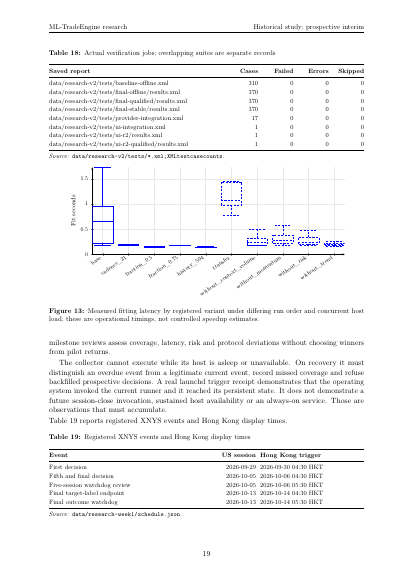 ML-TradeEngine research Historical study: prospective interim
Table 18: Actual verification jobs; overlapping suites are separate records
Saved report Cases Failed Errors Skipped
data/research-v2/tests/baseline-offline.xml 310 0 0 0
data/research-v2/tests/final-offline/results.xml 370 0 0 0
data/research-v2/tests/final-qualified/results.xml 370 0 0 0
data/research-v2/tests/final-stable/results.xml 370 0 0 0
data/research-v2/tests/provider-integration.xml 17 0 0 0
data/research-v2/tests/ui-integration.xml 1 0 0 0
data/research-v2/tests/ui-r2/results.xml 1 0 0 0
data/research-v2/tests/ui-r2-qualified/results.xml 1 0 0 0
Source: data/research-v2/tests/*.xml;XMLtestcasecounts.
Fit seconds
1.5
1
0.5
0
base
cadence_21
fraction_0.5
fraction_0.75
history_504
transfer
without_context_volume
without_momentum
without_risk
without_trend
Figure 13: Measured fitting latency by registered variant under differing run order and concurrent host
load; these are operational timings, not controlled speedup estimates.
milestone reviews assess coverage, latency, risk and protocol deviations without choosing winners
from pilot returns.
The collector cannot execute while its host is asleep or unavailable. On recovery it must
distinguish an overdue event from a legitimate current event, record missed coverage and refuse
backfilled prospective decisions. A real launchd trigger receipt demonstrates that the operating
system invoked the current runner and it reached its persistent state. It does not demonstrate a
future session-close invocation, sustained host availability or an always-on service. Those are
observations that must accumulate.
Table 19 reports registered XNYS events and Hong Kong display times.
Table 19: Registered XNYS events and Hong Kong display times
Event US session Hong Kong trigger
First decision 2026-09-29 2026-09-30 04:30 HKT
Fifth and final decision 2026-10-05 2026-10-06 04:30 HKT
Five-session watchdog review 2026-10-05 2026-10-06 05:30 HKT
Final target-label endpoint 2026-10-13 2026-10-14 04:30 HKT
Final outcome watchdog 2026-10-13 2026-10-14 05:30 HKT
Source: data/research-week1/schedule.json.
19